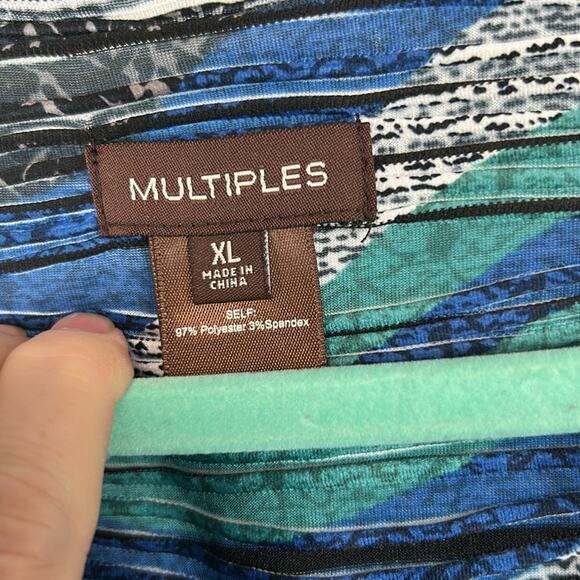 MULTIPLES
XL
MADE IN
CHINA
SELF:
97% Polyester 3%Spandex